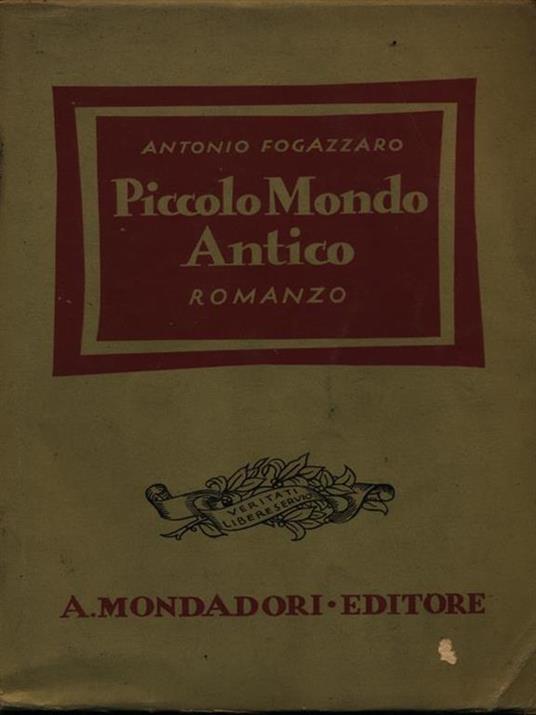 ANTONIO FOGAZZARO
Piccolo Mondo
Antico
ROMANZO
VERITATI
LIBERE SERVIO
A. MONDADORI · EDITORE